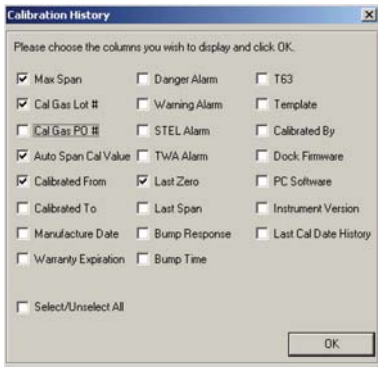 Calibration History
Please choose the columns you wish to display and click OK.
Max Span Danger Alarm T63
Cal Gas Lot # Warning Alarm Template
Cal Gas PO # STEL Alarm Calibrated By
Auto Span Cal Value TWA Alarm Dock Firmware
Calibrated From Last Zero PC Software
Calibrated To Last Span Instrument Version
Manufacture Date Bump Response Last Cal Date History
Warranty Expiration Bump Time
Select/Unselect All
OK